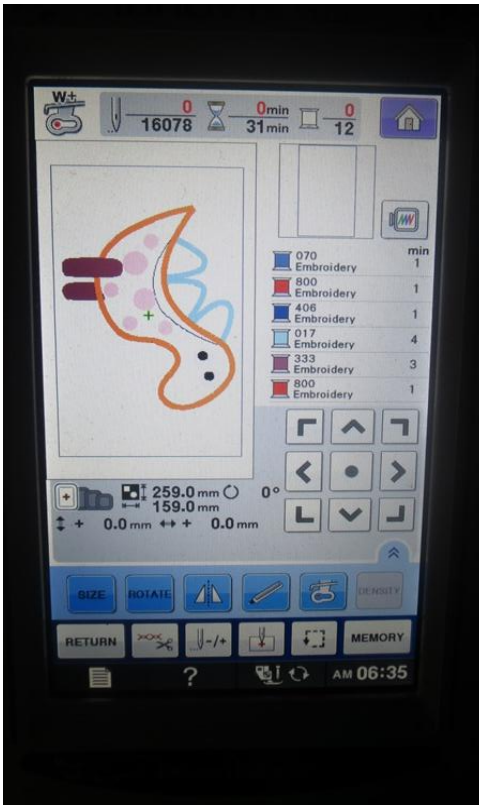 W+
0 0min 0
16078 31min 12
min
070
Embroidery 1
800
Embroidery 1
406
Embroidery 1
017
Embroidery 4
333
Embroidery 3
800
Embroidery 1
259.0 mm 0°
159.0 mm
+ 0.0 mm + 0.0 mm
SIZE ROTATE DENSITY
RETURN -/+ MEMORY
? AM 06:35